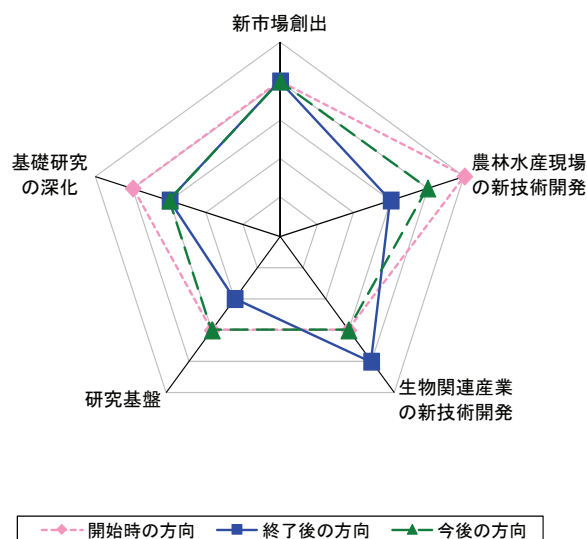 新市場創出
農林水産現場
の新技術開発
生物関連産業
の新技術開発
研究基盤
基礎研究
の深化
開始時の方向 終了後の方向 今後の方向